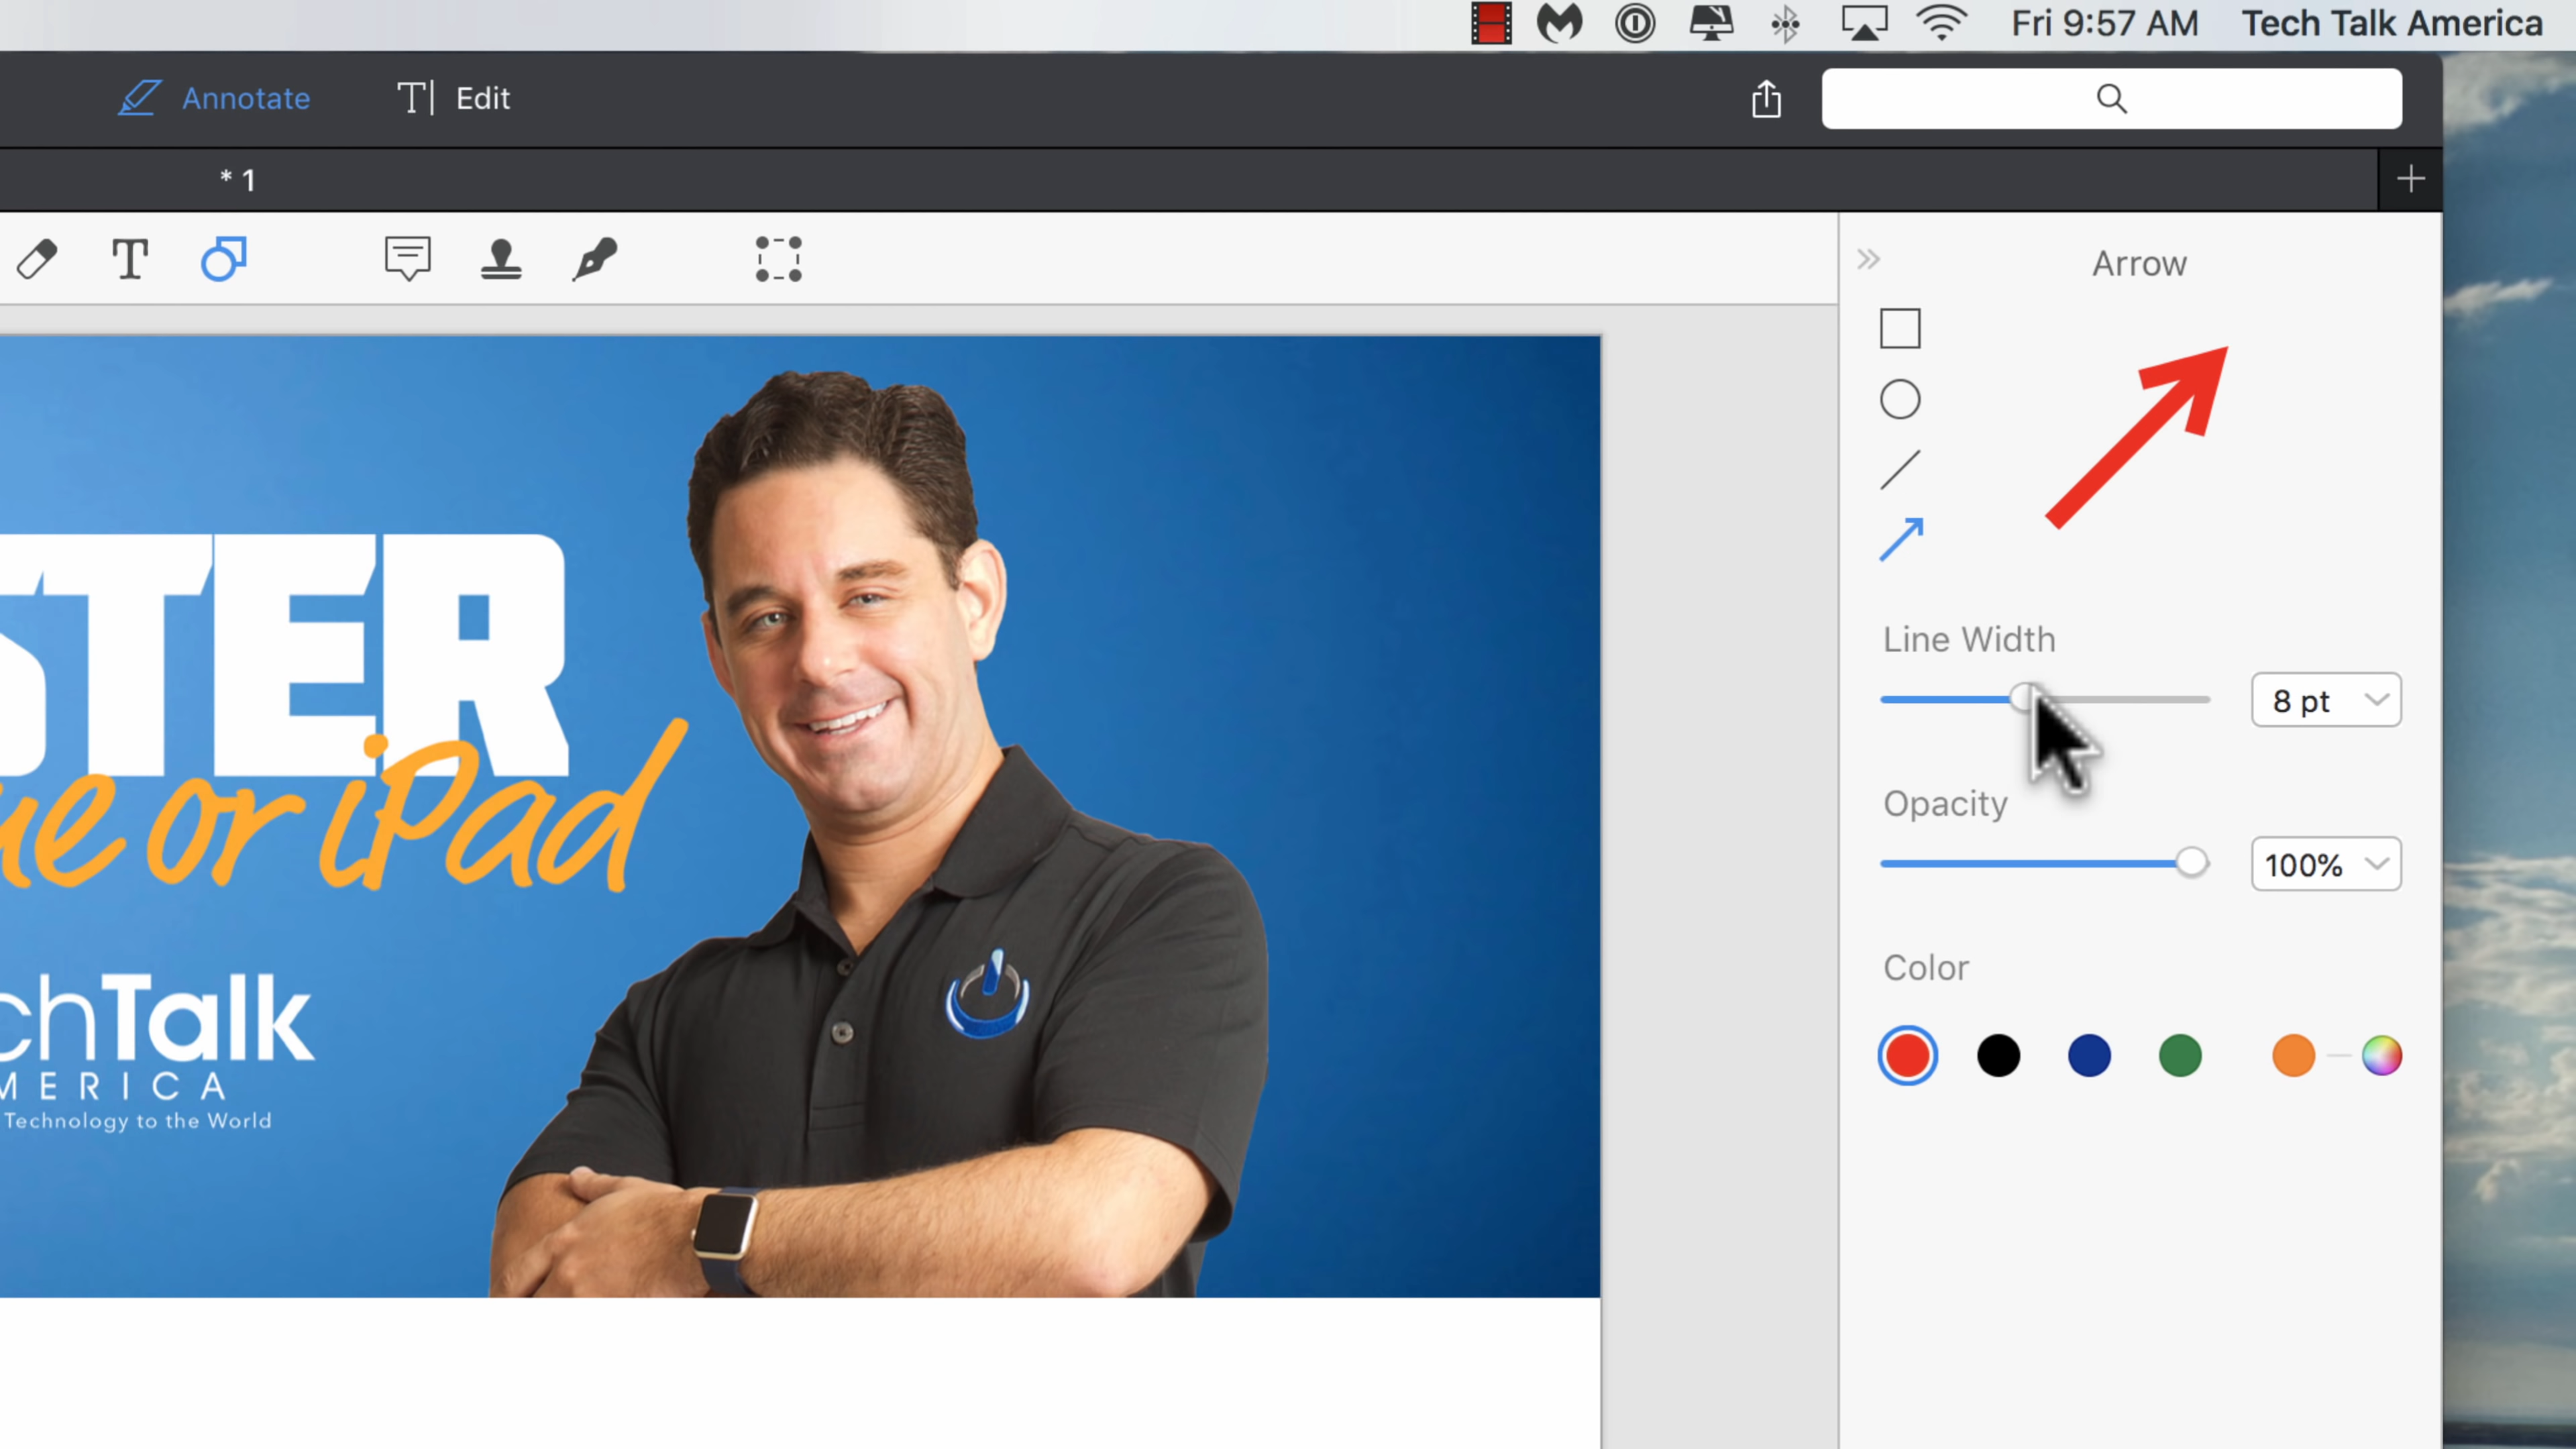 Fri 9:57 AM Tech Talk America
Annotate Edit
* 1
T
Arrow
Line Width
8 pt
Opacity
100%
Color
STER
ue or iPad
chTalk
MERICA
Technology to the World